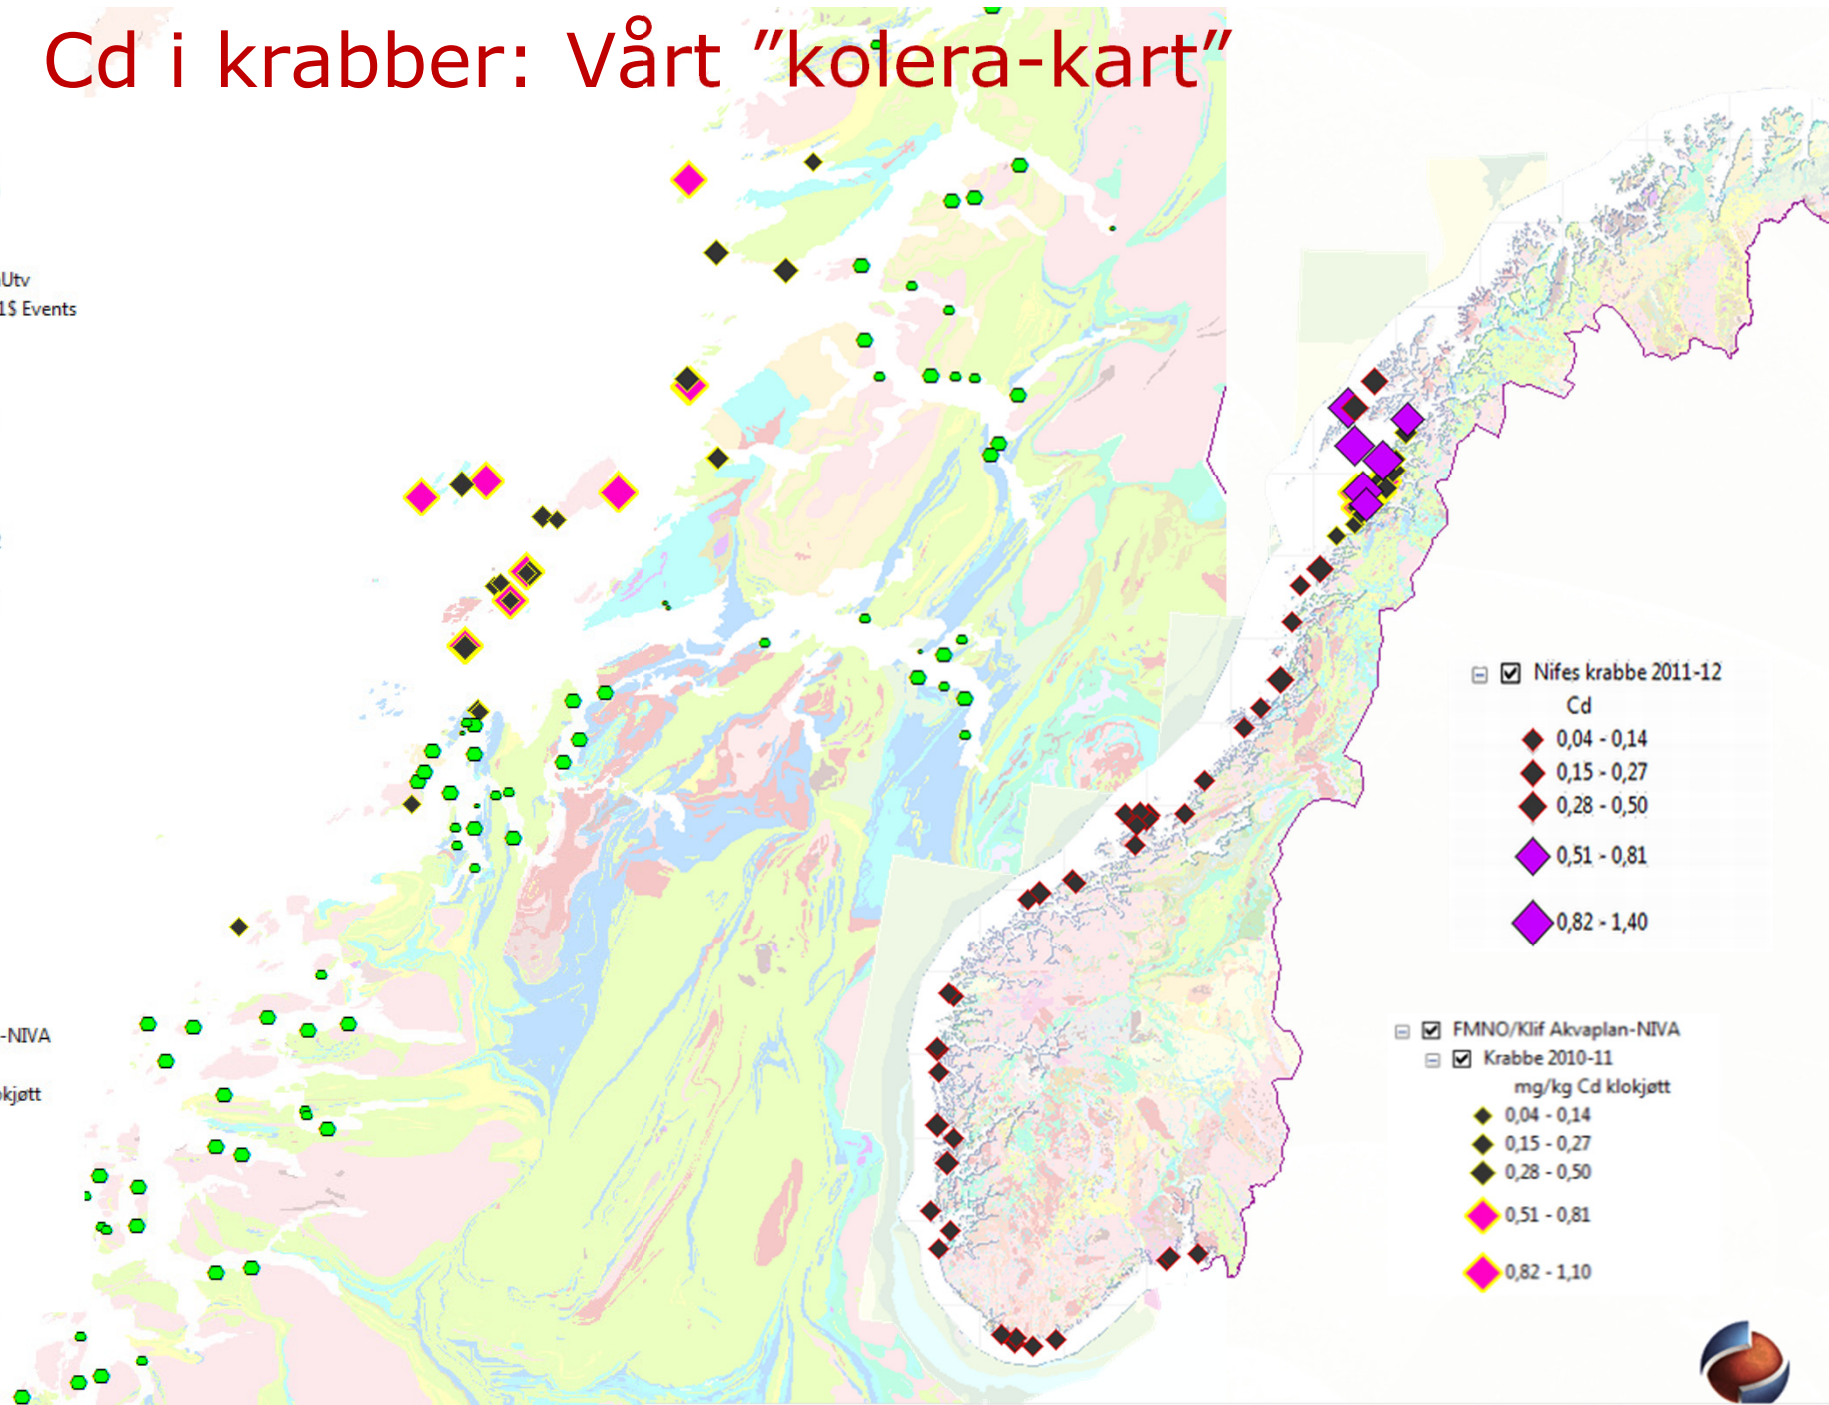 Cd i krabber: Vårt ”kolera-kart”
Utv
1$ Events
-NIVA
kjøtt
Nifes krabbe 2011-12
Cd
0,04 - 0,14
0,15 - 0,27
0,28 - 0,50
0,51 - 0,81
0,82 - 1,40
FMNO/Klif Akvaplan-NIVA
Krabbe 2010-11
mg/kg Cd klokjøtt
0,04 - 0,14
0,15 - 0,27
0,28 - 0,50
0,51 - 0,81
0,82 - 1,10